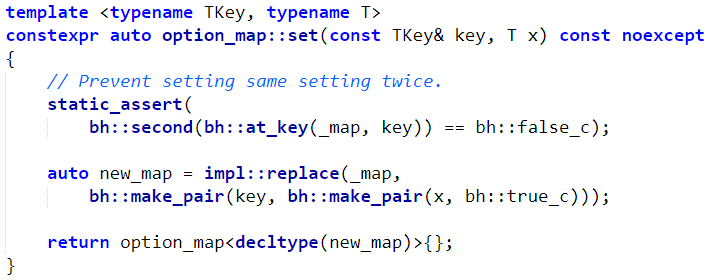 template <typename TKey, typename T>
constexpr auto option_map::set(const TKey& key, T x) const noexcept
{
    // Prevent setting same setting twice.
    static_assert(
        bh::second(bh::at_key(_map, key)) == bh::false_c);

    auto new_map = impl::replace(_map,
        bh::make_pair(key, bh::make_pair(x, bh::true_c)));

    return option_map<decltype(new_map)>{};
}